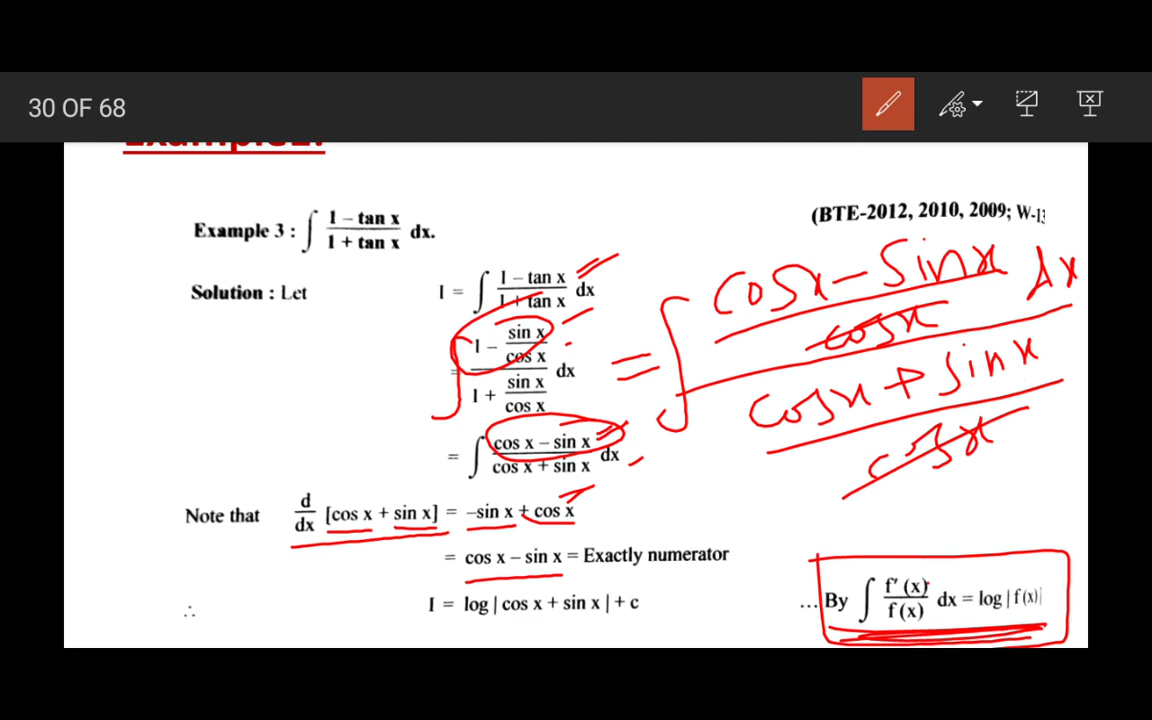 30 OF 68
Example 3 : ∫ (1 – tan x)/(1 + tan x) dx.
(BTE-2012, 2010, 2009; W-13
Solution : Let I = ∫ (1 – tan x)/(1 + tan x) dx
= ∫ (1 – sin x/cos x)/(1 + sin x/cos x) dx
= ∫ ((cos x – sin x)/cos x)/((cos x + sin x)/cos x) dx
= ∫ (cos x – sin x)/(cos x + sin x) dx
Note that d/dx [cos x + sin x] = –sin x + cos x
= cos x – sin x = Exactly numerator
∴ I = log | cos x + sin x | + c
...By ∫ f' (x)/f (x) dx = log | f (x)|